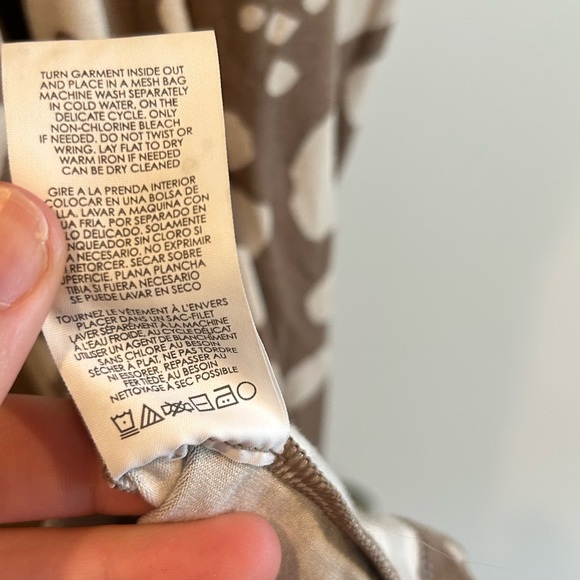 TURN GARMENT INSIDE OUT
AND PLACE IN A MESH BAG
MACHINE WASH SEPARATELY
IN COLD WATER, ON THE
DELICATE CYCLE. ONLY
NON-CHLORINE BLEACH
IF NEEDED. DO NOT TWIST OR
WRING. LAY FLAT TO DRY
WARM IRON IF NEEDED
CAN BE DRY CLEANED
GIRE A LA PRENDA INTERIOR
COLOCAR EN UNA BOLSA DE
LAVAR A MAQUINA CON
FRIA, POR SEPARADO EN
DELICADO. SOLAMENTE
SIN CLORO SI
NECESARIO. NO EXPRIMIR
RETORCER. SECAR SOBRE
PLANA PLANCHA
TIBIA SI FUERA NECESARIO
SE PUEDE LAVAR EN SECO
TOURNEZ LE VÊTEMENT À L'ENVERS
PLACER DANS UN SAC-FILET
LAVER SÉPARÉMENT À LA MACHINE
À L'EAU FROIDE, AU CYCLE DÉLICAT
UTILISER UN AGENT DE BLANCHIMENT
SANS CHLORE AU BESOIN
SÉCHER À PLAT, NE PAS TORDRE
NI ESSORER, REPASSER AU
FER TIÈDE AU BESOIN
NETTOYAGE À SEC POSSIBLE